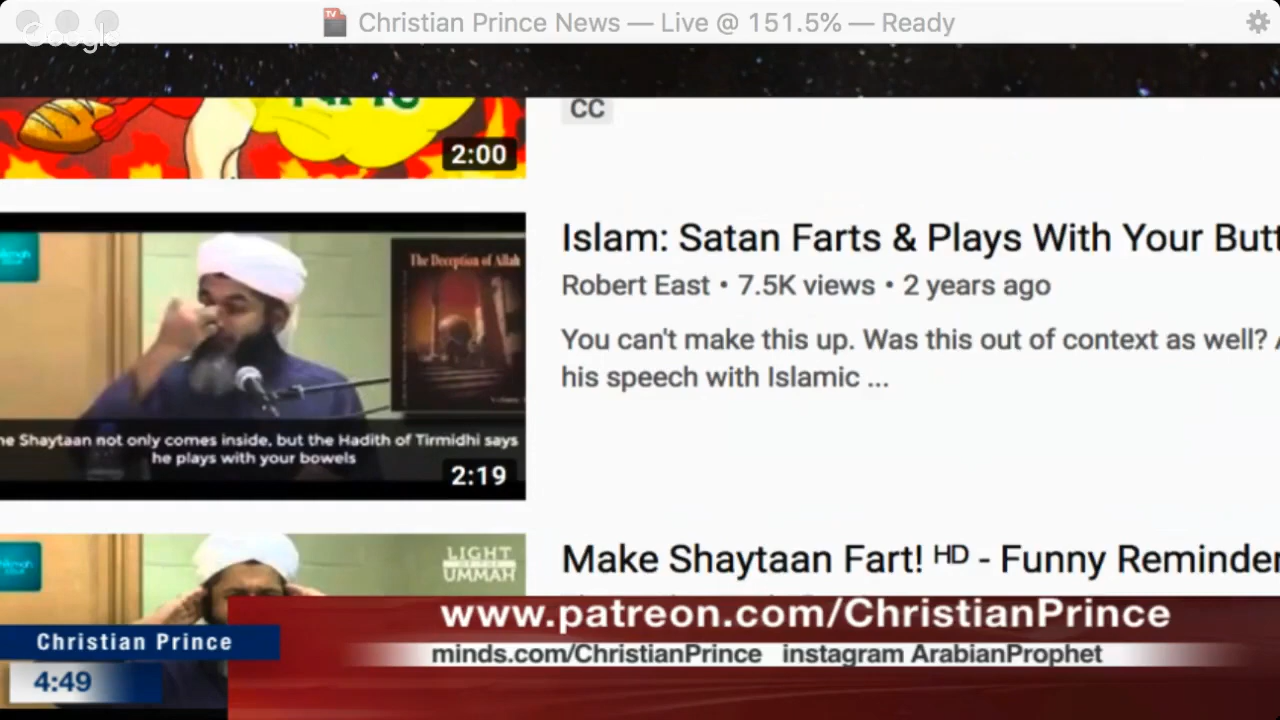 TV
Christian Prince News — Live @ 151.5% — Ready
Google
CC
2:00
Islam: Satan Farts & Plays With Your Butt
Robert East • 7.5K views • 2 years ago
You can't make this up. Was this out of context as well?
his speech with Islamic ...
The Deception of Allah
he Shaytaan not only comes inside, but the Hadith of Tirmidhi says
he plays with your bowels
2:19
Make Shaytaan Fart! HD - Funny Reminder
LIGHT
UMMAH
www.patreon.com/ChristianPrince
Christian Prince
minds.com/ChristianPrince instagram ArabianProphet
4:49